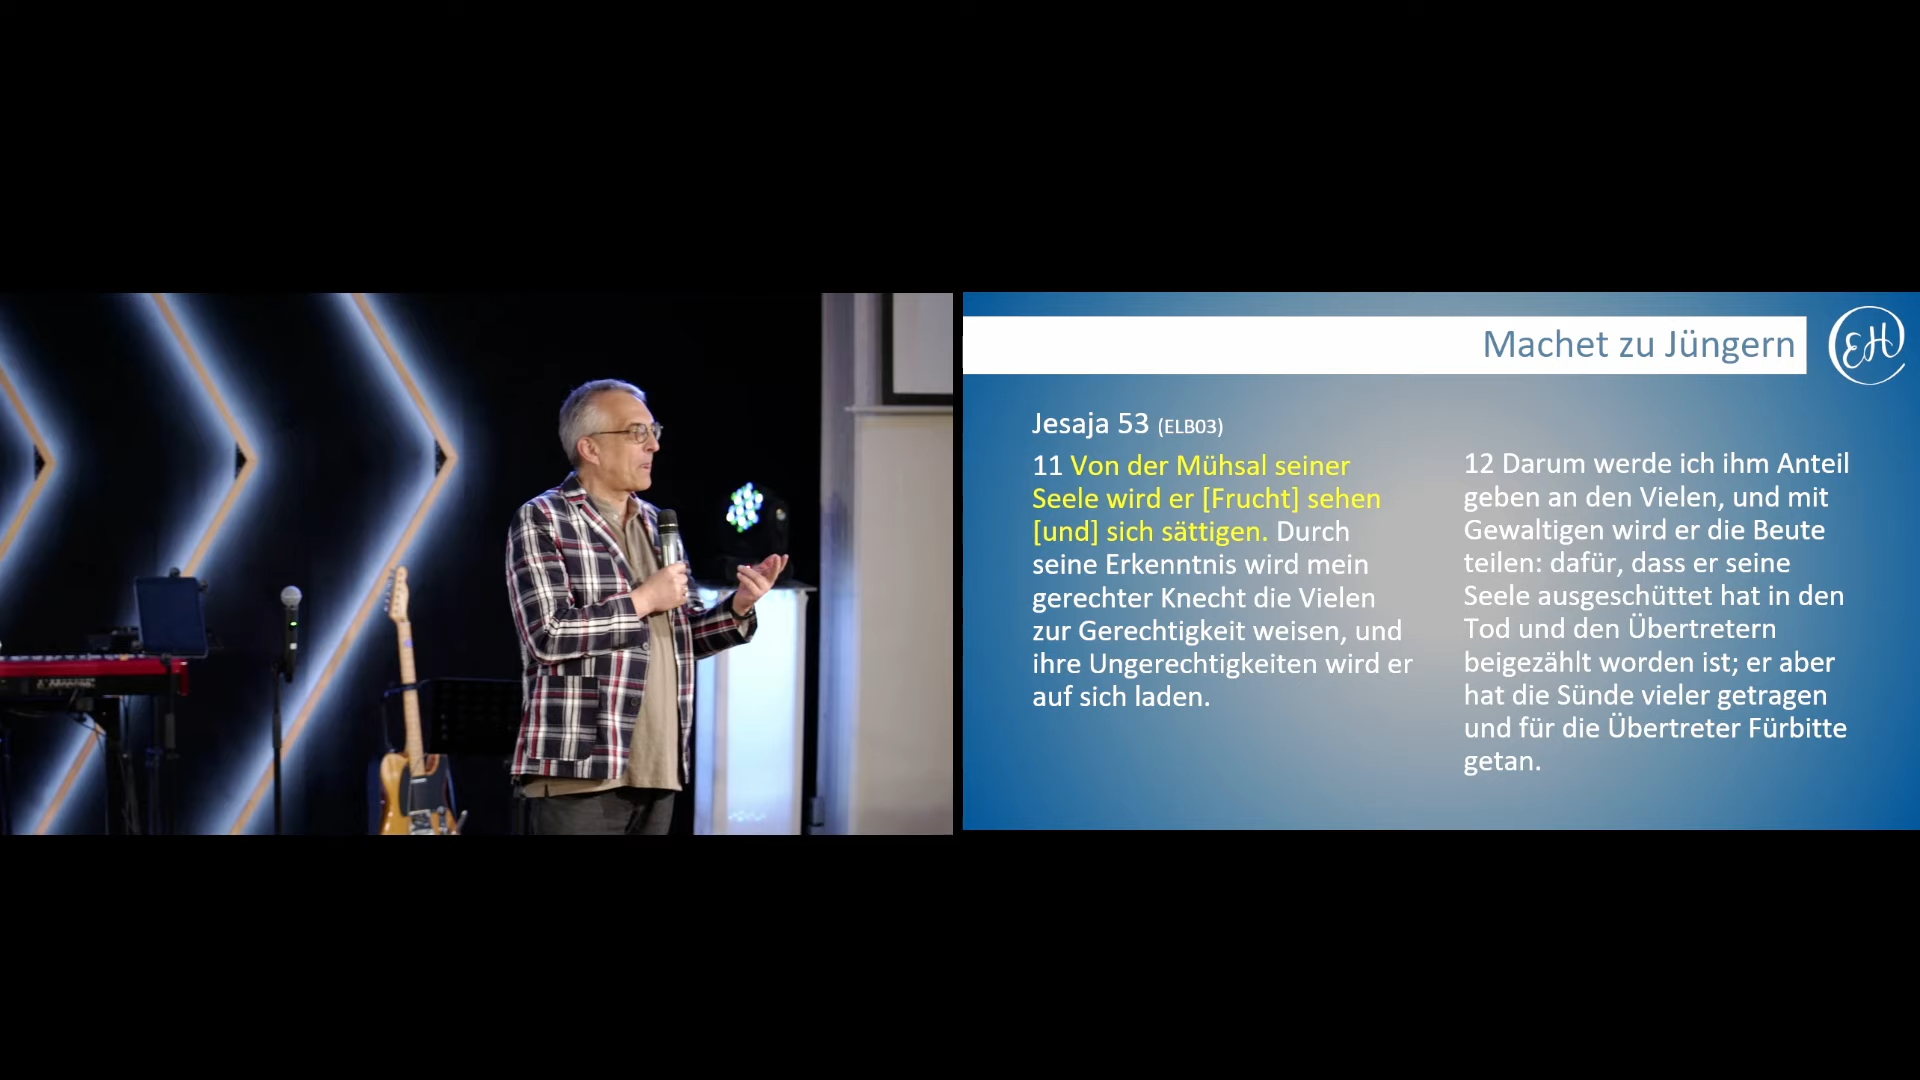 Machet zu Jüngern
EH
Jesaja 53 (ELB03)
11 Von der Mühsal seiner
Seele wird er [Frucht] sehen
[und] sich sättigen. Durch
seine Erkenntnis wird mein
gerechter Knecht die Vielen
zur Gerechtigkeit weisen, und
ihre Ungerechtigkeiten wird er
auf sich laden.
12 Darum werde ich ihm Anteil
geben an den Vielen, und mit
Gewaltigen wird er die Beute
teilen: dafür, dass er seine
Seele ausgeschüttet hat in den
Tod und den Übertretern
beigezählt worden ist; er aber
hat die Sünde vieler getragen
und für die Übertreter Fürbitte
getan.